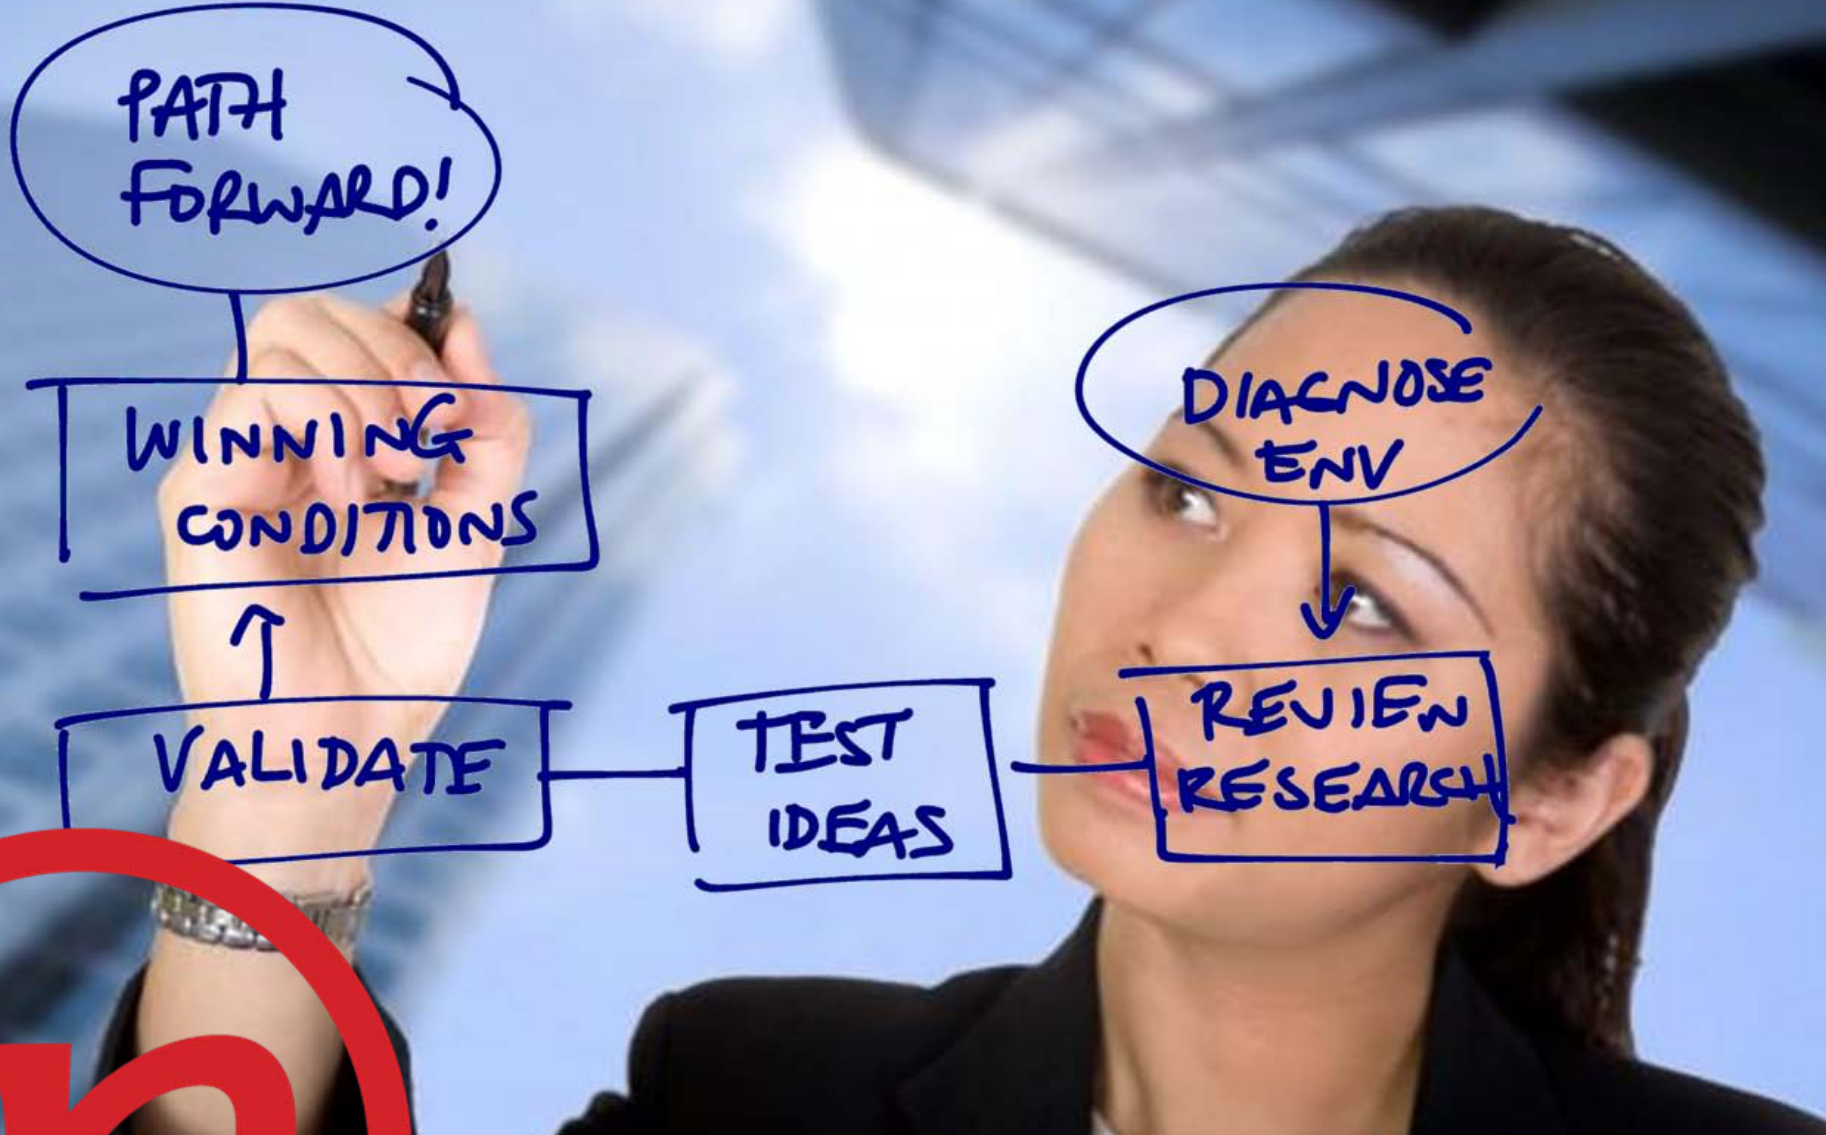 PATH
FORWARD!
WINNING
CONDITIONS
VALIDATE
TEST
IDEAS
DIAGNOSE
ENV
REVIEW
RESEARCH
n